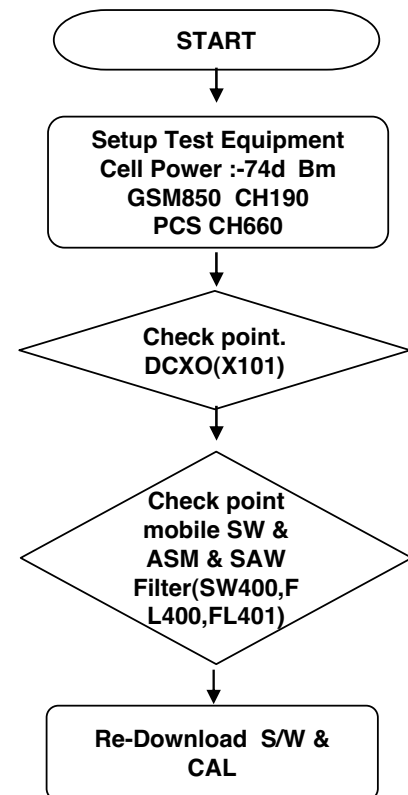 START
Setup Test Equipment
Cell Power :-74d Bm
GSM850 CH190
PCS CH660
Check point.
DCXO(X101)
Check point
mobile SW &
ASM & SAW
Filter(SW400,F
L400,FL401)
Re-Download S/W &
CAL